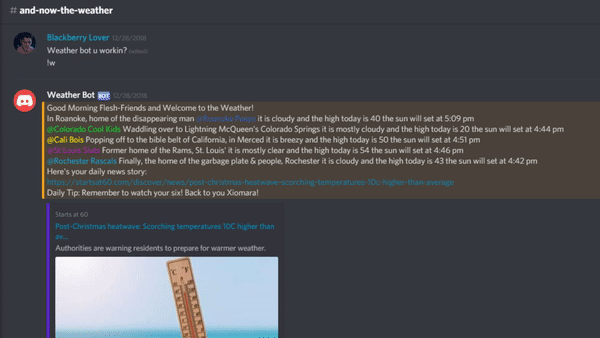 # and-now-the-weather
Blackberry Lover 12/26/2018
Weather bot u workin? (edited)
!w
Weather Bot BOT 12/26/2018
Good Morning Flesh-Friends and Welcome to the Weather!
In Roanoke, home of the disappearing man @Roanoke it is cloudy and the high today is 40 the sun will set at 5:09 pm
@Colorado Cool Kids Waddling over to Lightning McQueen's Colorado Springs it is mostly cloudy and the high today is 20 the sun will set at 4:44 pm
@Cali Bois Popping off to the bible belt of California, in Merced it is breezy and the high today is 50 the sun will set at 4:51 pm
Former home of the Rams, St. Louis' it is mostly clear and the high today is 54 the sun will set at 4:46 pm
@Rochester Rascals Finally, the home of the garbage plate & people, Rochester it is cloudy and the high today is 43 the sun will set at 4:42 pm
Here's your daily news story:
https://startsat60.com/discover/news/post-christmas-heatwave-scorching-temperatures-10c-higher-than-average
Daily Tip: Remember to watch your six! Back to you Xiomara!
Starts at 60
Post-Christmas heatwave: Scorching temperatures 10C higher than
av...
Authorities are warning residents to prepare for warmer weather.
°C °F